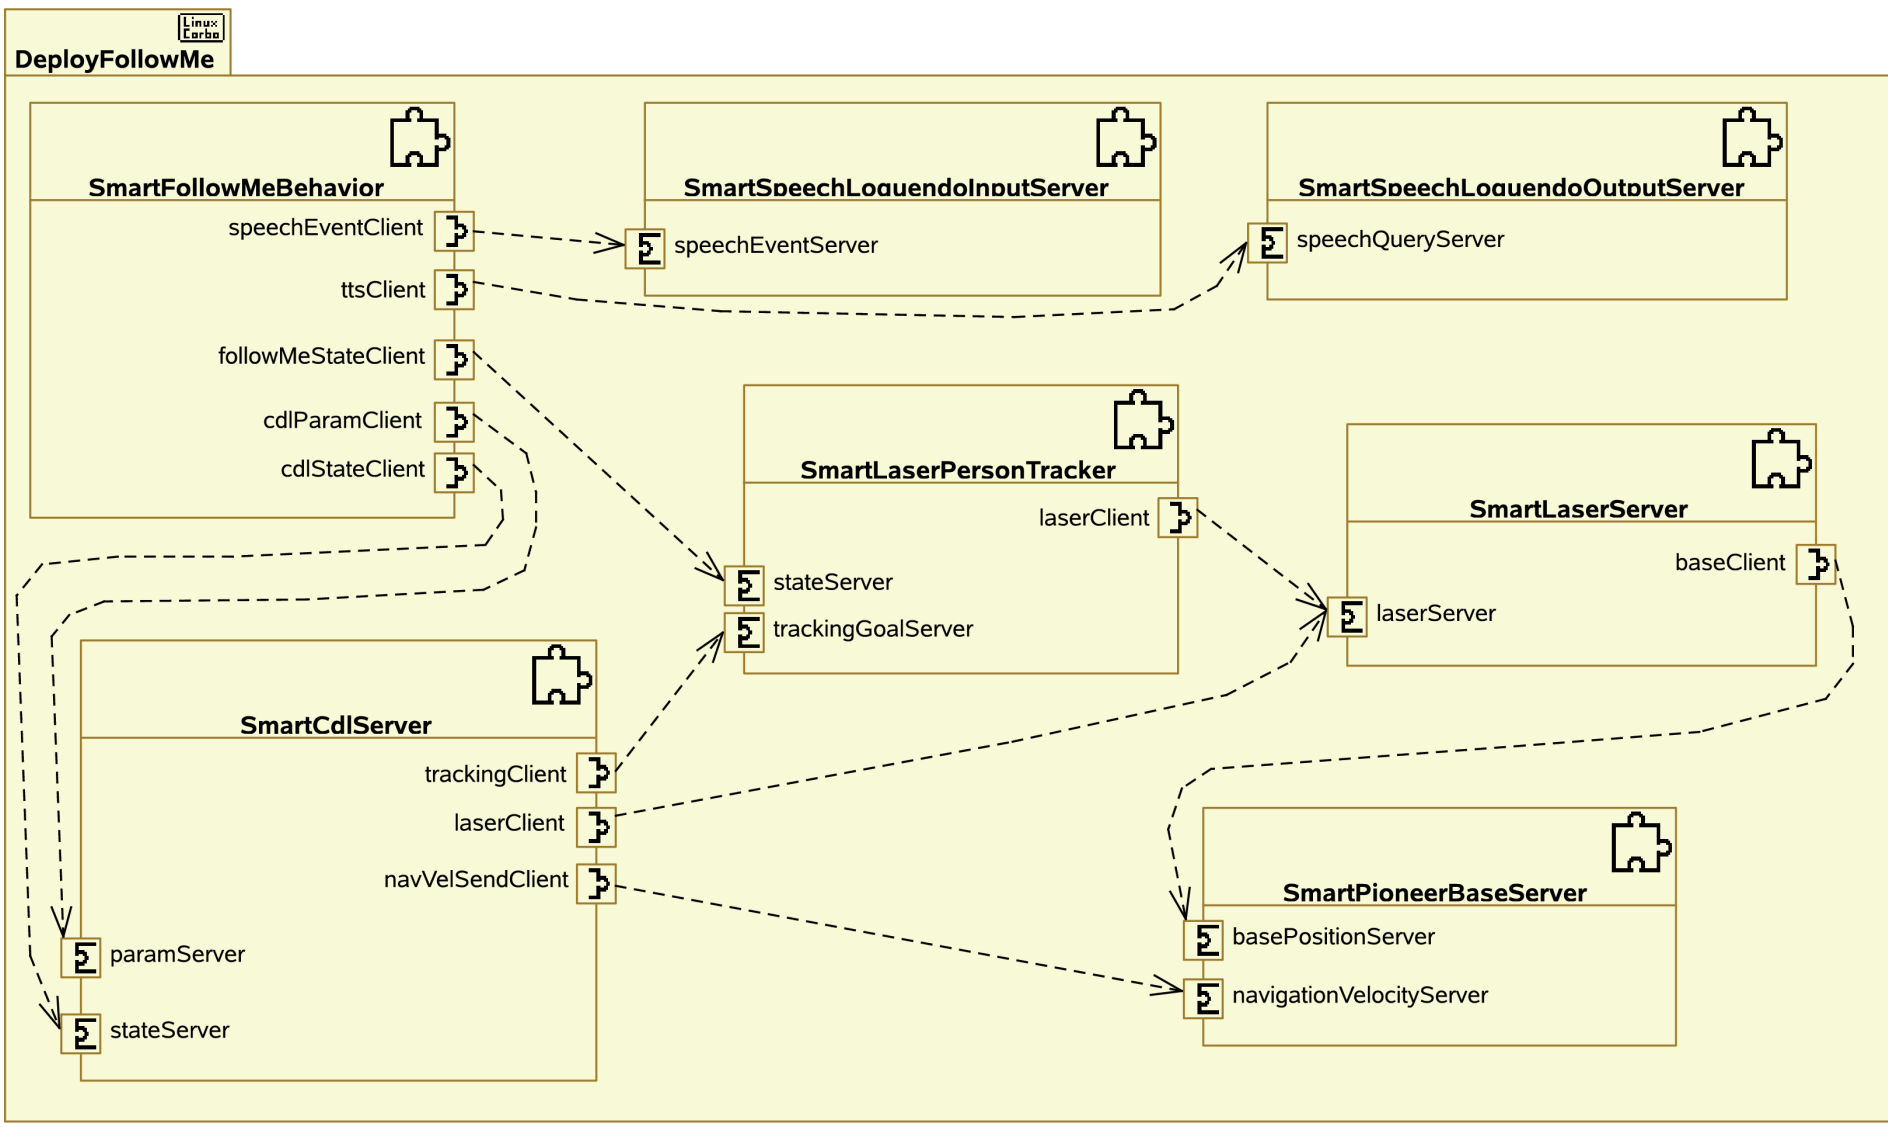 Linux
Corba
DeployFollowMe
SmartFollowMeBehavior
speechEventClient
ttsClient
followMeStateClient
cdlParamClient
cdlStateClient
SmartSpeechLoquendoInputServer
speechEventServer
SmartSpeechLoquendoOutputServer
speechQueryServer
SmartLaserPersonTracker
laserClient
stateServer
trackingGoalServer
SmartLaserServer
baseClient
laserServer
SmartCdlServer
trackingClient
laserClient
navVelSendClient
paramServer
stateServer
SmartPioneerBaseServer
basePositionServer
navigationVelocityServer